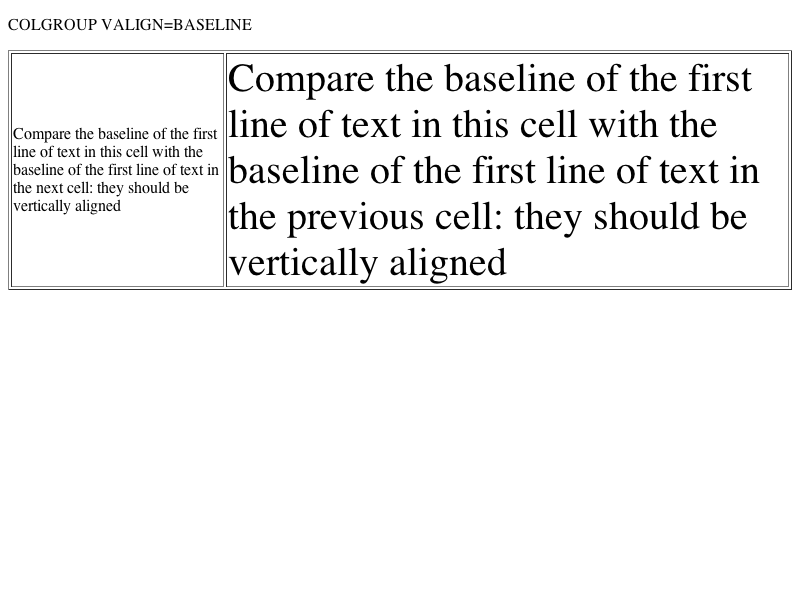 COLGROUP VALIGN=BASELINE
Compare the baseline of the first
line of text in this cell with the
baseline of the first line of text in
the next cell: they should be
vertically aligned
Compare the baseline of the first
line of text in this cell with the
baseline of the first line of text in
the previous cell: they should be
vertically aligned